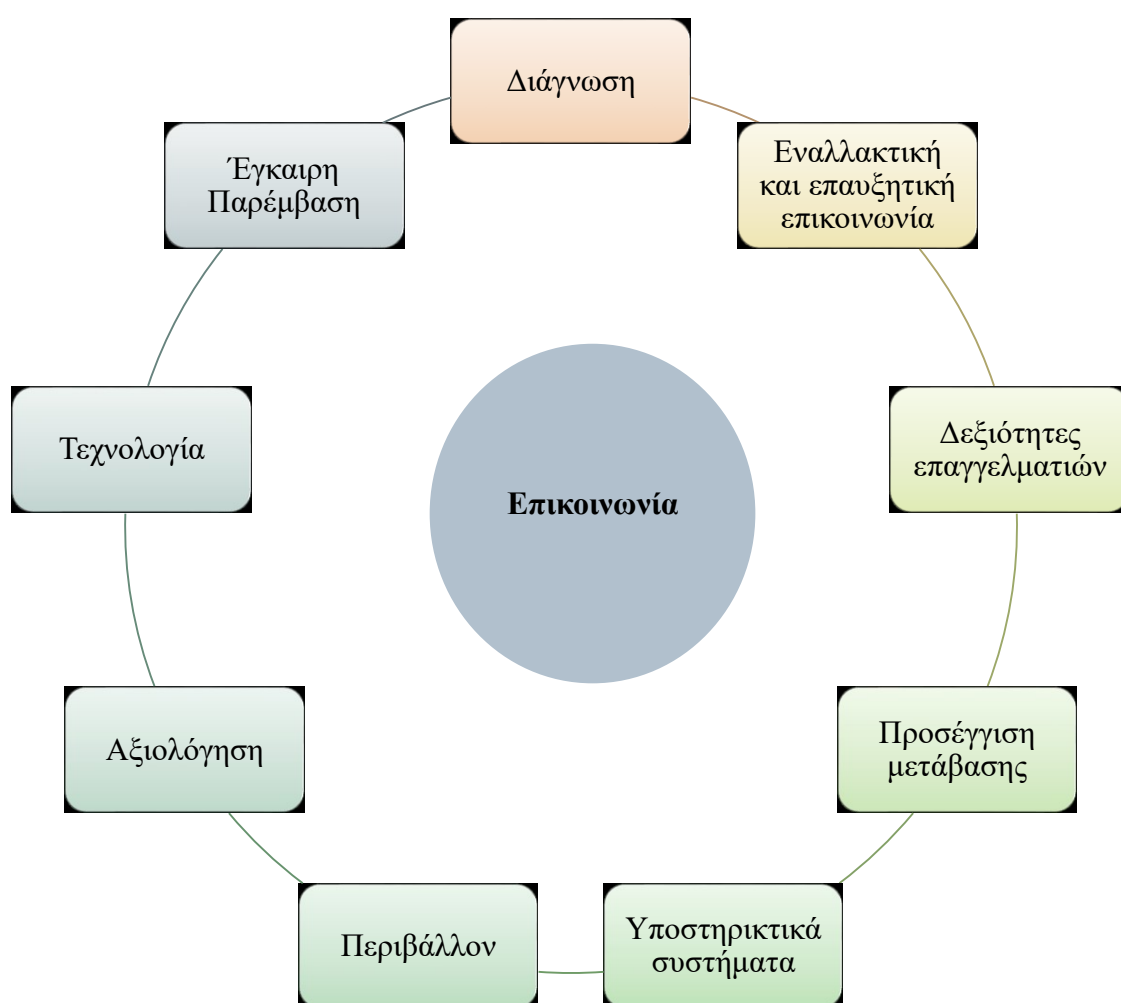 Διάγνωση
Εναλλακτική
και επαυξητική
επικοινωνία
Δεξιότητες
επαγγελματιών
Προσέγγιση
μετάβασης
Υποστηρικτικά
συστήματα
Περιβάλλον
Αξιολόγηση
Τεχνολογία
Έγκαιρη
Παρέμβαση
Επικοινωνία